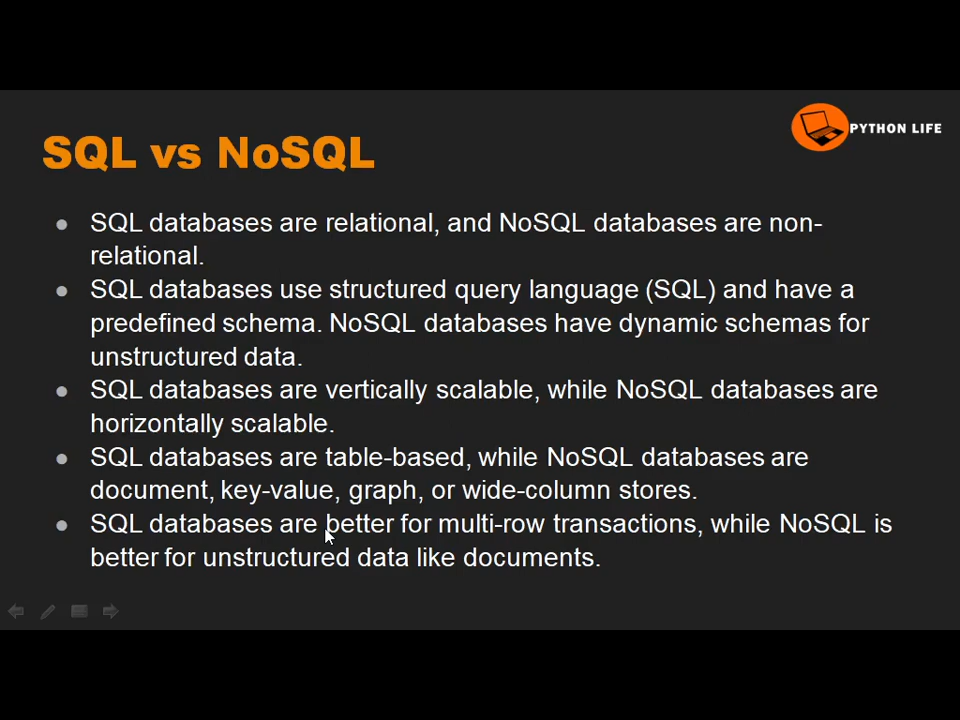 PYTHON LIFE
SQL vs NoSQL
● SQL databases are relational, and NoSQL databases are non-
relational.
● SQL databases use structured query language (SQL) and have a
predefined schema. NoSQL databases have dynamic schemas for
unstructured data.
● SQL databases are vertically scalable, while NoSQL databases are
horizontally scalable.
● SQL databases are table-based, while NoSQL databases are
document, key-value, graph, or wide-column stores.
● SQL databases are better for multi-row transactions, while NoSQL is
better for unstructured data like documents.